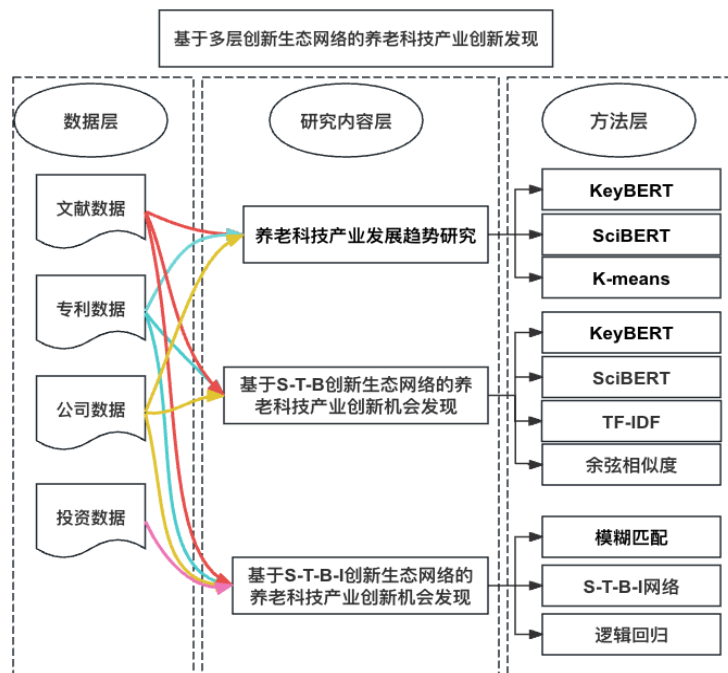 基于多层创新生态网络的养老科技产业创新发现
数据层
研究内容层
方法层
文献数据
专利数据
公司数据
投资数据
养老科技产业发展趋势研究
基于S-T-B创新生态网络的养
老科技产业创新机会发现
基于S-T-B-I创新生态网络的
养老科技产业创新机会发现
KeyBERT
SciBERT
K-means
KeyBERT
SciBERT
TF-IDF
余弦相似度
模糊匹配
S-T-B-I网络
逻辑回归